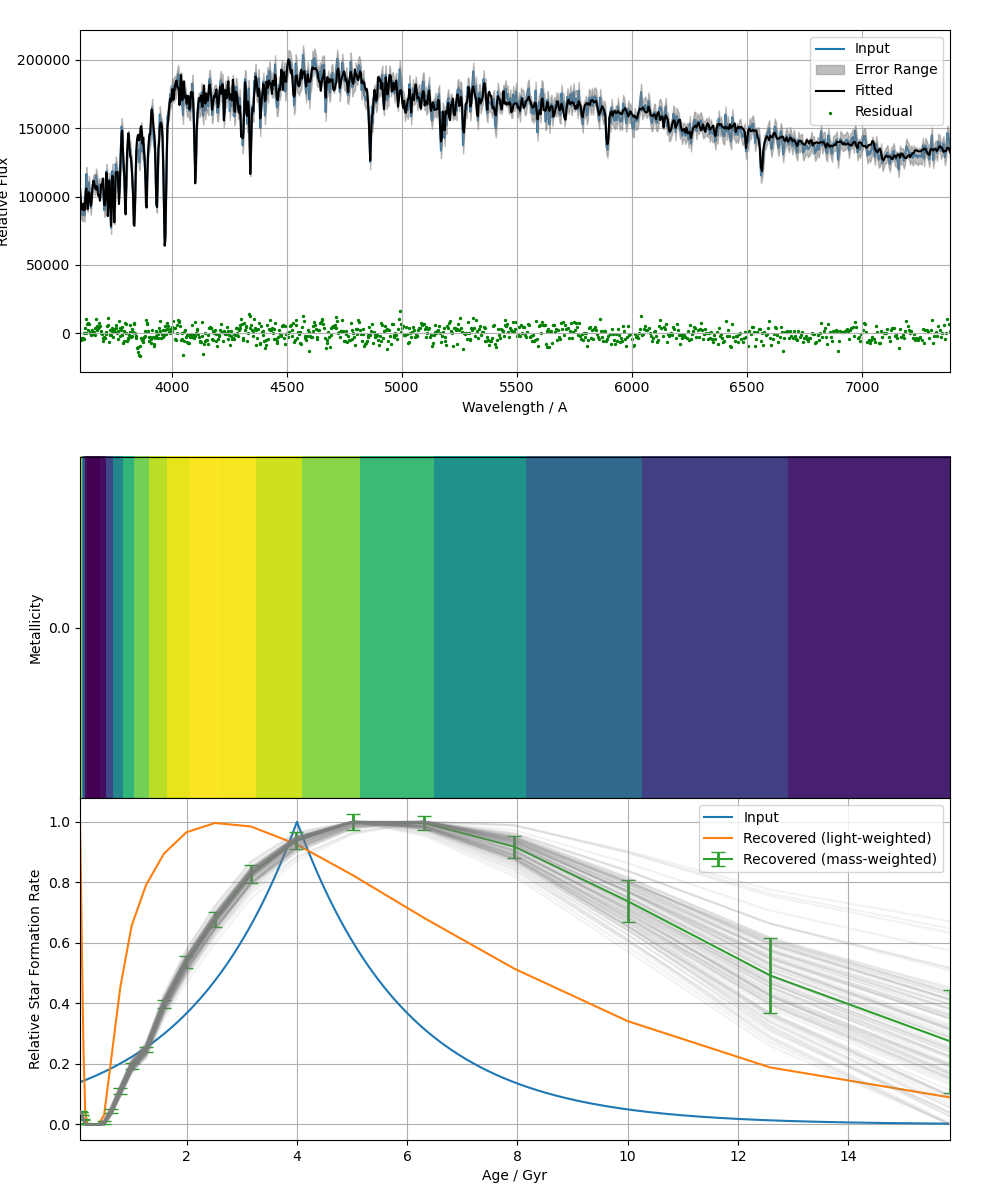 200000
150000
100000
50000
0
Relative Flux
Input
Error Range
Fitted
Residual
4000
4500
5000
5500
6000
6500
7000
Wavelength / A
Metallicity
0.0
1.0
0.8
0.6
0.4
0.2
0.0
Relative Star Formation Rate
Input
Recovered (light-weighted)
Recovered (mass-weighted)
2
4
6
8
10
12
14
Age / Gyr